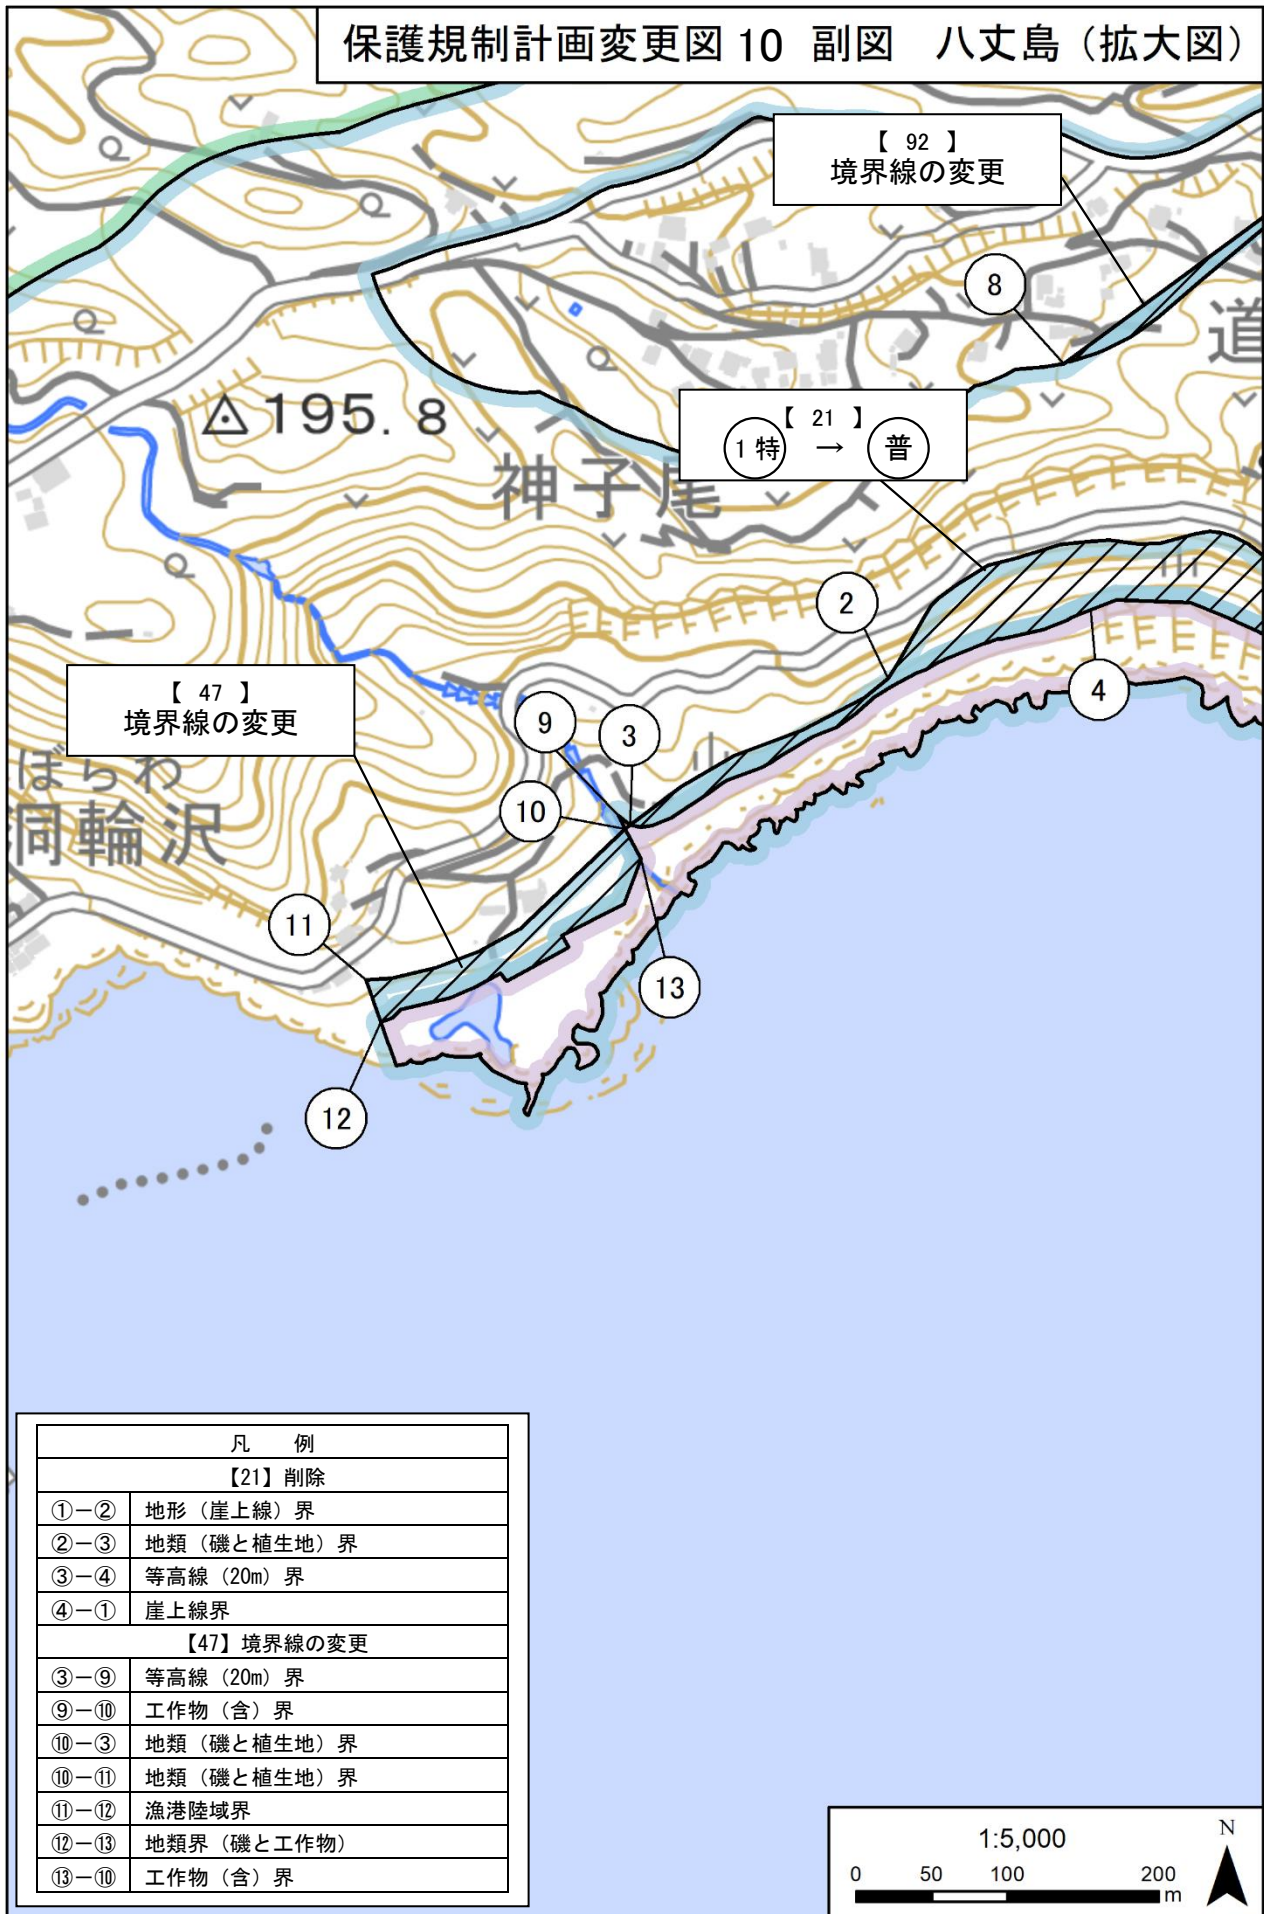 保護規制計画変更図 10 副図 八丈島（拡大図）
【 92 】
境界線の変更
8
道
【 21 】
1特 → 普
195.8
神子尾
2
4
【 47 】
境界線の変更
9
3
10
ぼらわ
洞輪沢
11
13
12
凡 例
【21】削除
①－② 地形（崖上線）界
②－③ 地類（磯と植生地）界
③－④ 等高線（20m）界
④－① 崖上線界
【47】境界線の変更
③－⑨ 等高線（20m）界
⑨－⑩ 工作物（含）界
⑩－③ 地類（磯と植生地）界
⑩－⑪ 地類（磯と植生地）界
⑪－⑫ 漁港陸域界
⑫－⑬ 地類界（磯と工作物）
⑬－⑩ 工作物（含）界
1:5,000
N
0 50 100 200
m